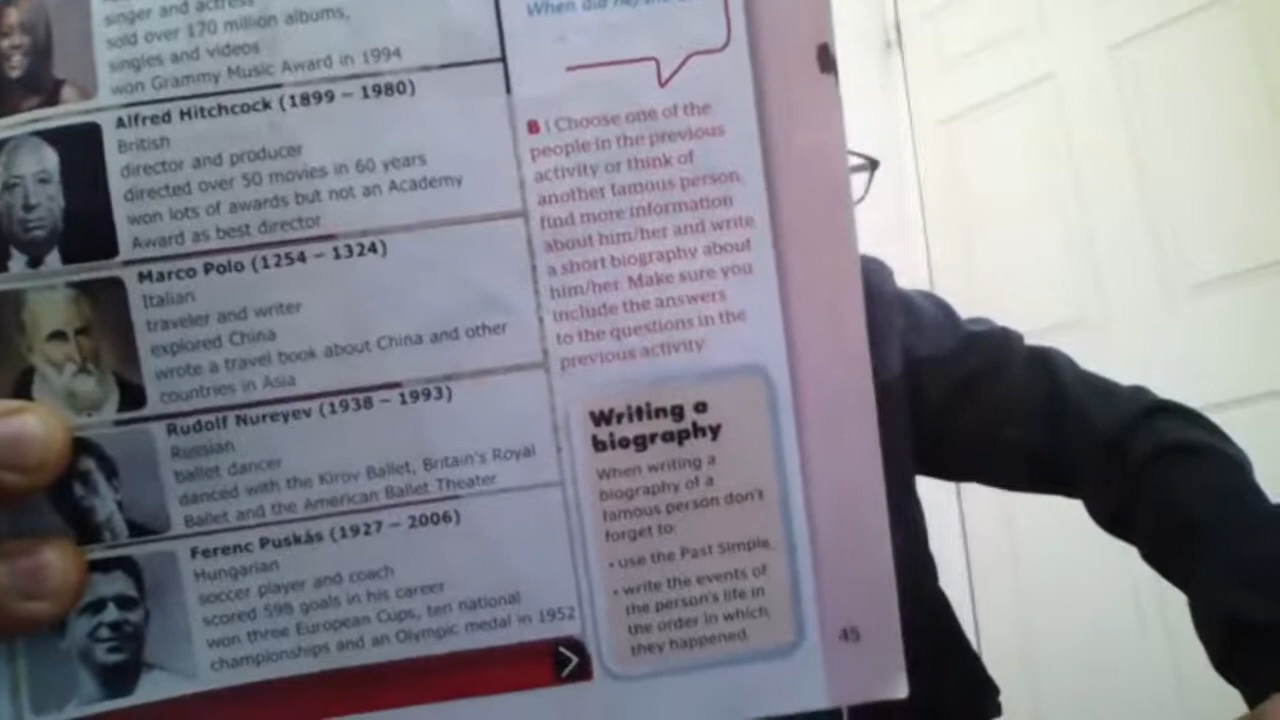 singer and actress
sold over 170 million albums,
singles and videos
won Grammy Music Award in 1994
Alfred Hitchcock (1899 – 1980)
British
director and producer
directed over 50 movies in 60 years
won lots of awards but not an Academy
Award as best director
Marco Polo (1254 – 1324)
Italian
traveler and writer
explored China
wrote a travel book about China and other
countries in Asia
Rudolf Nureyev (1938 – 1993)
Russian
ballet dancer
danced with the Kirov Ballet, Britain's Royal
Ballet and the American Ballet Theater
Ferenc Puskás (1927 – 2006)
Hungarian
soccer player and coach
scored 598 goals in his career
won three European Cups, ten national
championships and an Olympic medal in 1952
When did
B | Choose one of the
people in the previous
activity or think of
another famous person,
find more information
about him/her and write
a short biography about
him/her. Make sure you
include the answers
to the questions in the
previous activity.
Writing a
biography
When writing a
biography of a
famous person don't
forget to:
• use the Past Simple.
• write the events of
the person's life in
the order in which
they happened.
45